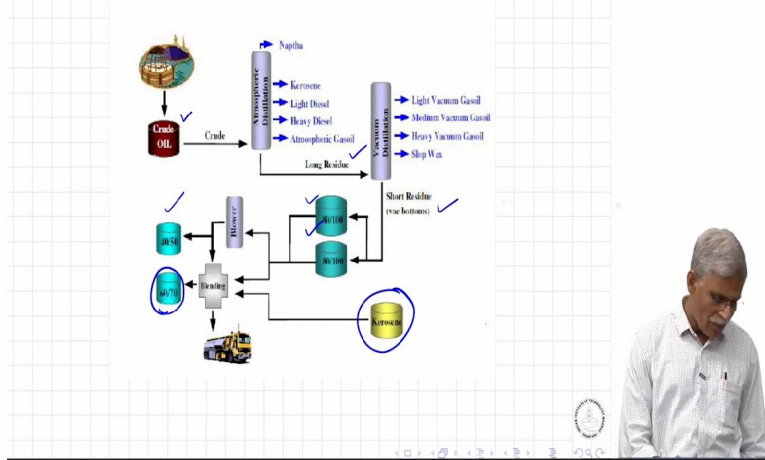 Naptha
Kerosene
Light Diesel
Heavy Diesel
Atmospheric Gasoil
Atmospheric
Distillation
Crude
OIL
Crude
Long Residue
Vacuum
Distillation
Light Vacuum Gasoil
Medium Vacuum Gasoil
Heavy Vacuum Gasoil
Slop Wax
Short Residue
(vac bottoms)
Blower
80/100
80/100
40/50
60/70
Blending
Kerosene